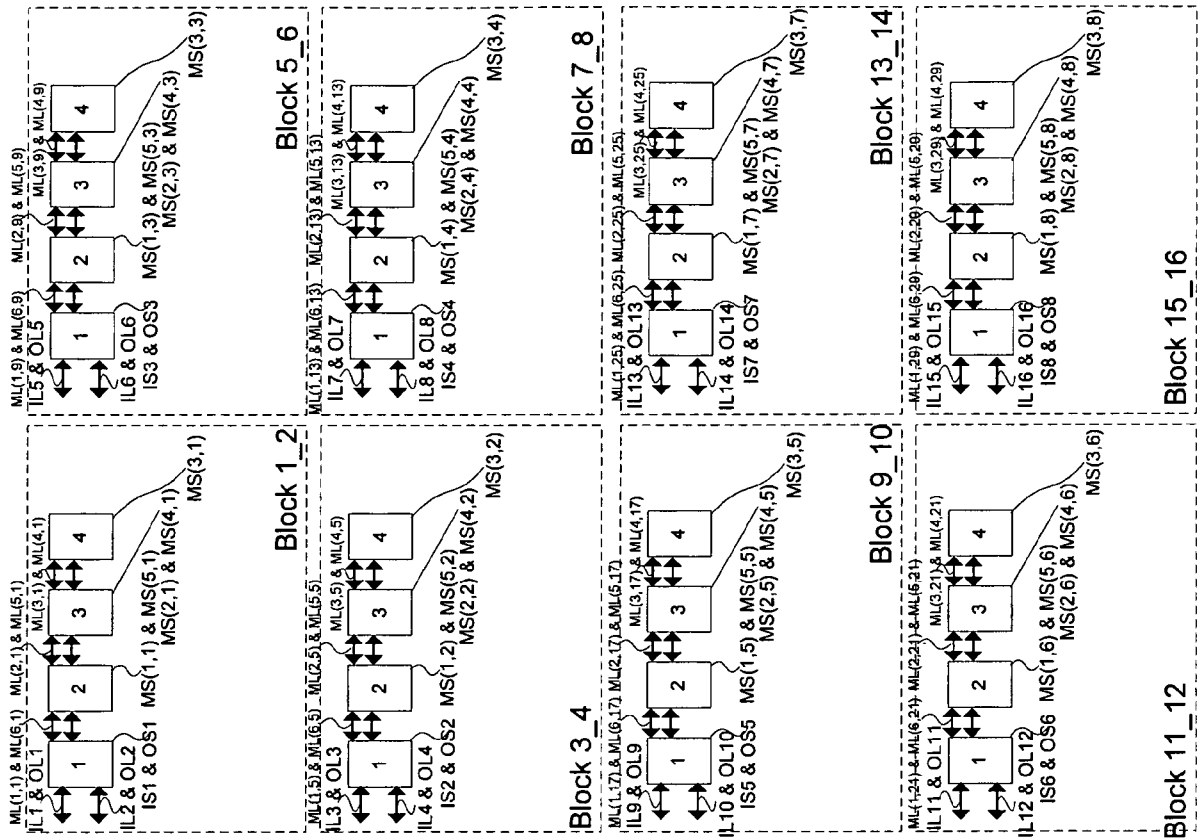 ML(1,1) & ML(6,1)
ML(2,1) & ML(5,1)
ML(3,1) & ML(4,1)
IL1 & OL1
1
2
3
4
IL2 & OL2
IS1 & OS1
MS(1,1) & MS(5,1)
MS(2,1) & MS(4,1)
MS(3,1)
Block 1_2
ML(1,9) & ML(6,9)
ML(2,9) & ML(5,9)
ML(3,9) & ML(4,9)
IL5 & OL5
1
2
3
4
IL6 & OL6
IS3 & OS3
MS(1,3) & MS(5,3)
MS(2,3) & MS(4,3)
MS(3,3)
Block 5_6
ML(1,5) & ML(6,5)
ML(2,5) & ML(5,5)
ML(3,5) & ML(4,5)
IL3 & OL3
1
2
3
4
IL4 & OL4
IS2 & OS2
MS(1,2) & MS(5,2)
MS(2,2) & MS(4,2)
MS(3,2)
Block 3_4
ML(1,13) & ML(6,13)
ML(2,13) & ML(5,13)
ML(3,13) & ML(4,13)
IL7 & OL7
1
2
3
4
IL8 & OL8
IS4 & OS4
MS(1,4) & MS(5,4)
MS(2,4) & MS(4,4)
MS(3,4)
Block 7_8
ML(1,17) & ML(6,17)
ML(2,17) & ML(5,17)
ML(3,17) & ML(4,17)
IL9 & OL9
1
2
3
4
IL10 & OL10
IS5 & OS5
MS(1,5) & MS(5,5)
MS(2,5) & MS(4,5)
MS(3,5)
Block 9_10
ML(1,25) & ML(6,25)
ML(2,25) & ML(5,25)
ML(3,25) & ML(4,25)
IL13 & OL13
1
2
3
4
IL14 & OL14
IS7 & OS7
MS(1,7) & MS(5,7)
MS(2,7) & MS(4,7)
MS(3,7)
Block 13_14
ML(1,21) & ML(6,21)
ML(2,21) & ML(5,21)
ML(3,21) & ML(4,21)
IL11 & OL11
1
2
3
4
IL12 & OL12
IS6 & OS6
MS(1,6) & MS(5,6)
MS(2,6) & MS(4,6)
MS(3,6)
Block 11_12
ML(1,29) & ML(6,29)
ML(2,29) & ML(5,29)
ML(3,29) & ML(4,29)
IL15 & OL15
1
2
3
4
IL16 & OL16
IS8 & OS8
MS(1,8) & MS(5,8)
MS(2,8) & MS(4,8)
MS(3,8)
Block 15_16